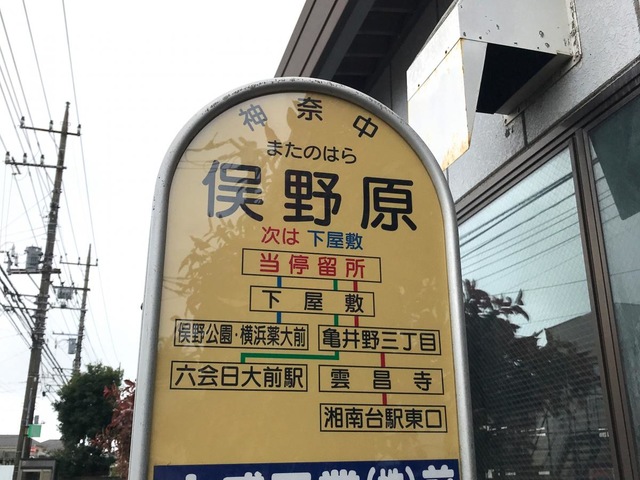 神奈中
またのはら
俣野原
次は 下屋敷
当停留所
下屋敷
俣野公園・横浜薬大前 亀井野三丁目
六会日大前駅 雲昌寺
湘南台駅東口